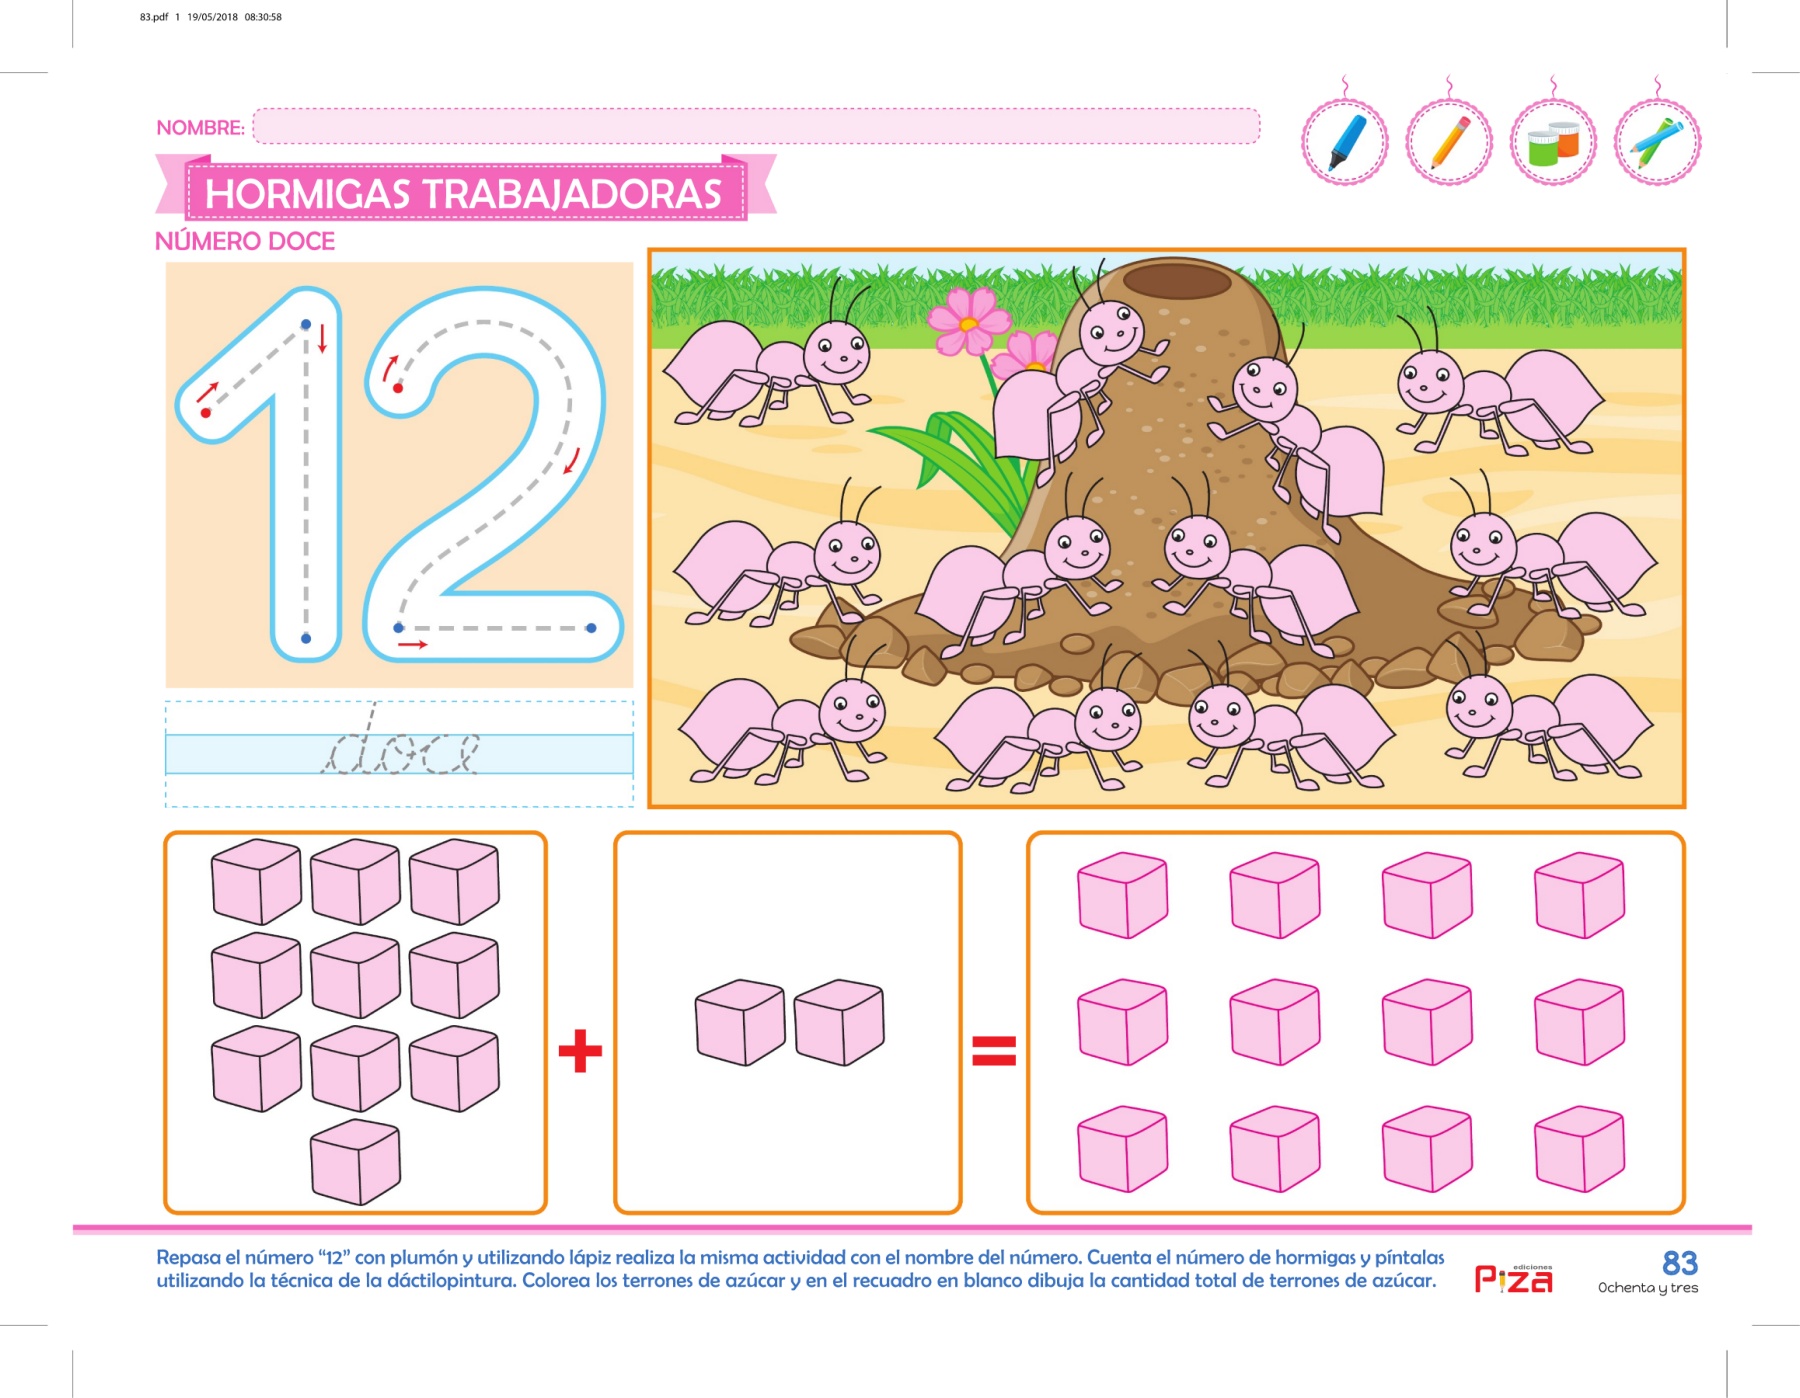 83.pdf 1 19/05/2018 08:30:58
NOMBRE:
HORMIGAS TRABAJADORAS
NÚMERO DOCE
12
doce
+
=
Repasa el número “12” con plumón y utilizando lápiz realiza la misma actividad con el nombre del número. Cuenta el número de hormigas y píntalas
utilizando la técnica de la dáctilopintura. Colorea los terrones de azúcar y en el recuadro en blanco dibuja la cantidad total de terrones de azúcar.
ediciones
Piza
83
Ochenta y tres